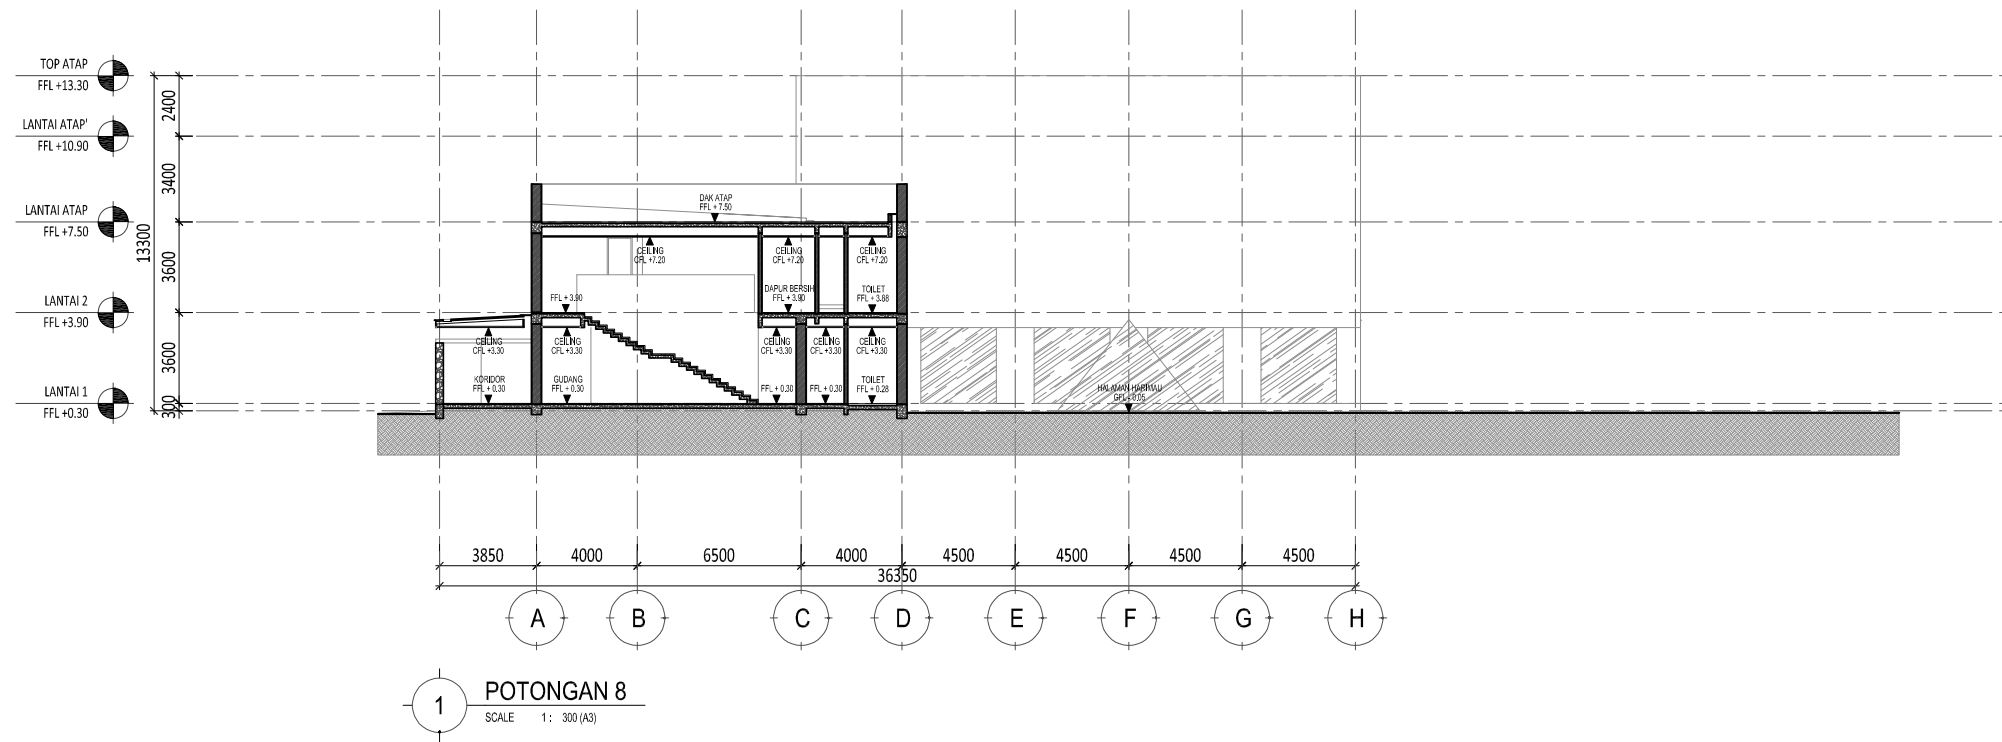 TOP ATAP
FFL +13.30
LANTAI ATAP'
FFL +10.90
LANTAI ATAP
FFL +7.50
LANTAI 2
FFL +3.90
LANTAI 1
FFL +0.30
13300
2400
3400
3600
3600
300
DAK ATAP
FFL + 7.50
CEILING
CFL +7.20
CEILING
CFL +7.20
CEILING
CFL +7.20
FFL + 3.90
DAPUR BERSIH
FFL + 3.90
TOILET
FFL + 3.88
CEILING
CFL +3.30
CEILING
CFL +3.30
CEILING
CFL +3.30
CEILING
CFL +3.30
CEILING
CFL +3.30
KORIDOR
FFL + 0.30
GUDANG
FFL + 0.30
FFL + 0.30
FFL + 0.30
TOILET
FFL + 0.28
HALAMAN HARIMAU
GFL - 0.05
3850
4000
6500
4000
4500
4500
4500
4500
36350
A
B
C
D
E
F
G
H
1
POTONGAN 8
SCALE 1 : 300 (A3)